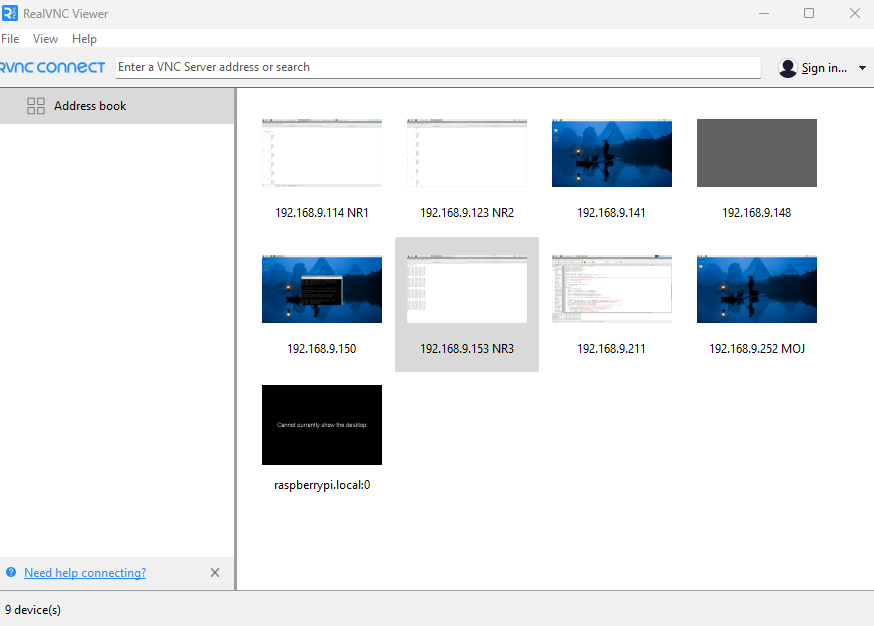 RealVNC Viewer
File View Help
RVNC CONNECT
Enter a VNC Server address or search
Sign in...
Address book
192.168.9.114 NR1
192.168.9.123 NR2
192.168.9.141
192.168.9.148
192.168.9.150
192.168.9.153 NR3
192.168.9.211
192.168.9.252 MOJ
Cannot currently show the desktop
raspberrypi.local:0
Need help connecting?
9 device(s)